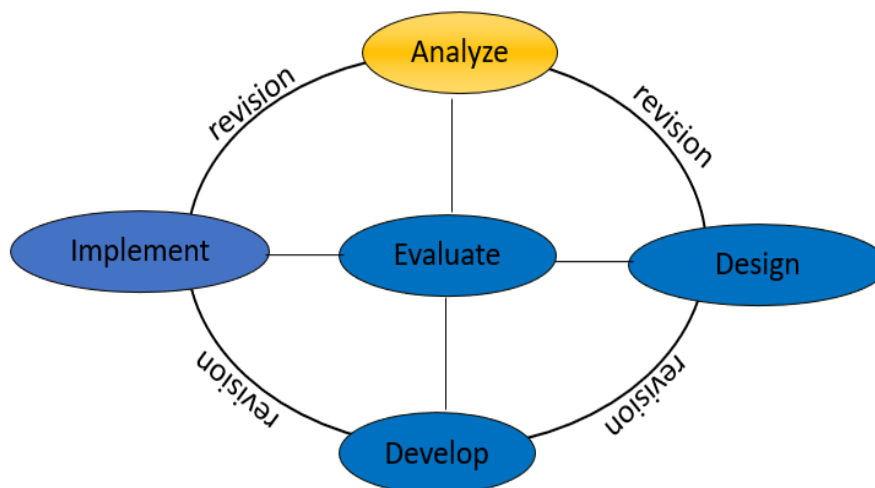 Analyze
revision
revision
Implement
Evaluate
Design
revision
revision
Develop